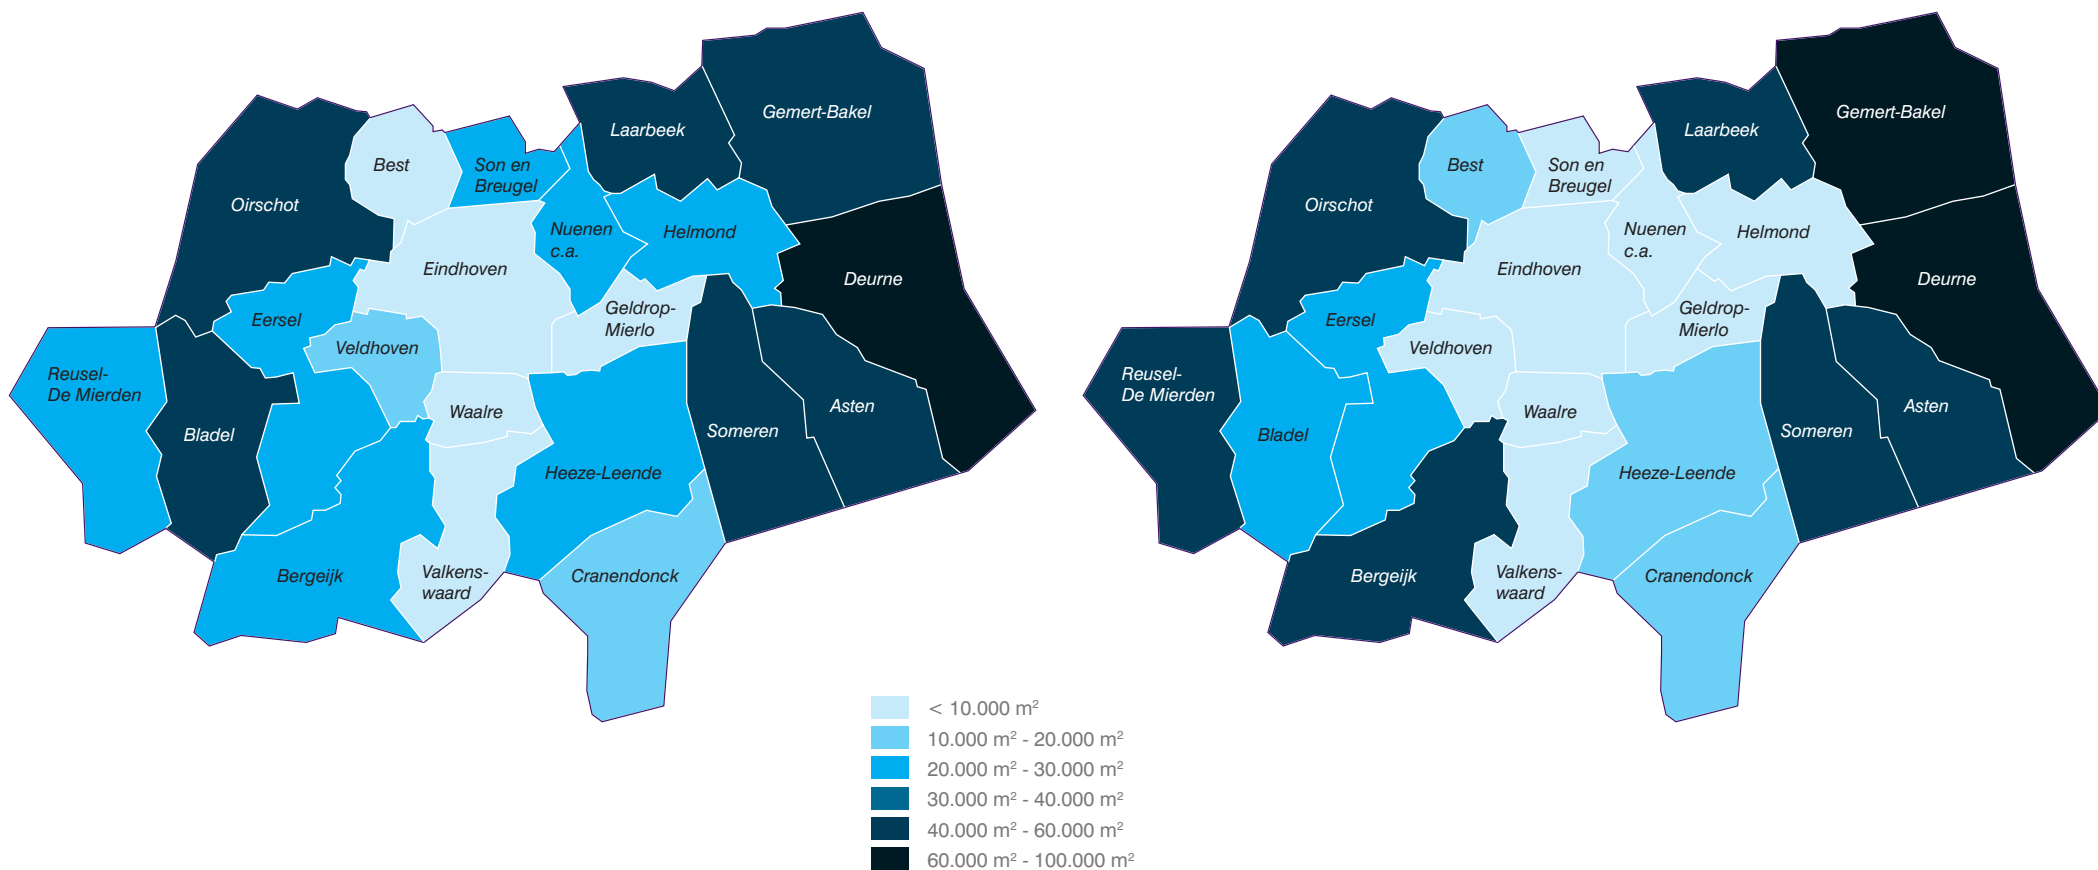 Gemert-Bakel
Laarbeek
Best
Son en
Breugel
Oirschot
Nuenen
c.a.
Helmond
Eindhoven
Deurne
Geldrop-
Mierlo
Eersel
Veldhoven
Reusel-
De Mierden
Bladel
Waalre
Asten
Someren
Heeze-Leende
Bergeijk
Valkens-
waard
Cranendonck
Gemert-Bakel
Laarbeek
Best
Son en
Breugel
Oirschot
Nuenen
c.a.
Helmond
Eindhoven
Deurne
Geldrop-
Mierlo
Eersel
Veldhoven
Reusel-
De Mierden
Bladel
Waalre
Asten
Someren
Heeze-Leende
Bergeijk
Valkens-
waard
Cranendonck
< 10.000 m²
10.000 m² - 20.000 m²
20.000 m² - 30.000 m²
30.000 m² - 40.000 m²
40.000 m² - 60.000 m²
60.000 m² - 100.000 m²